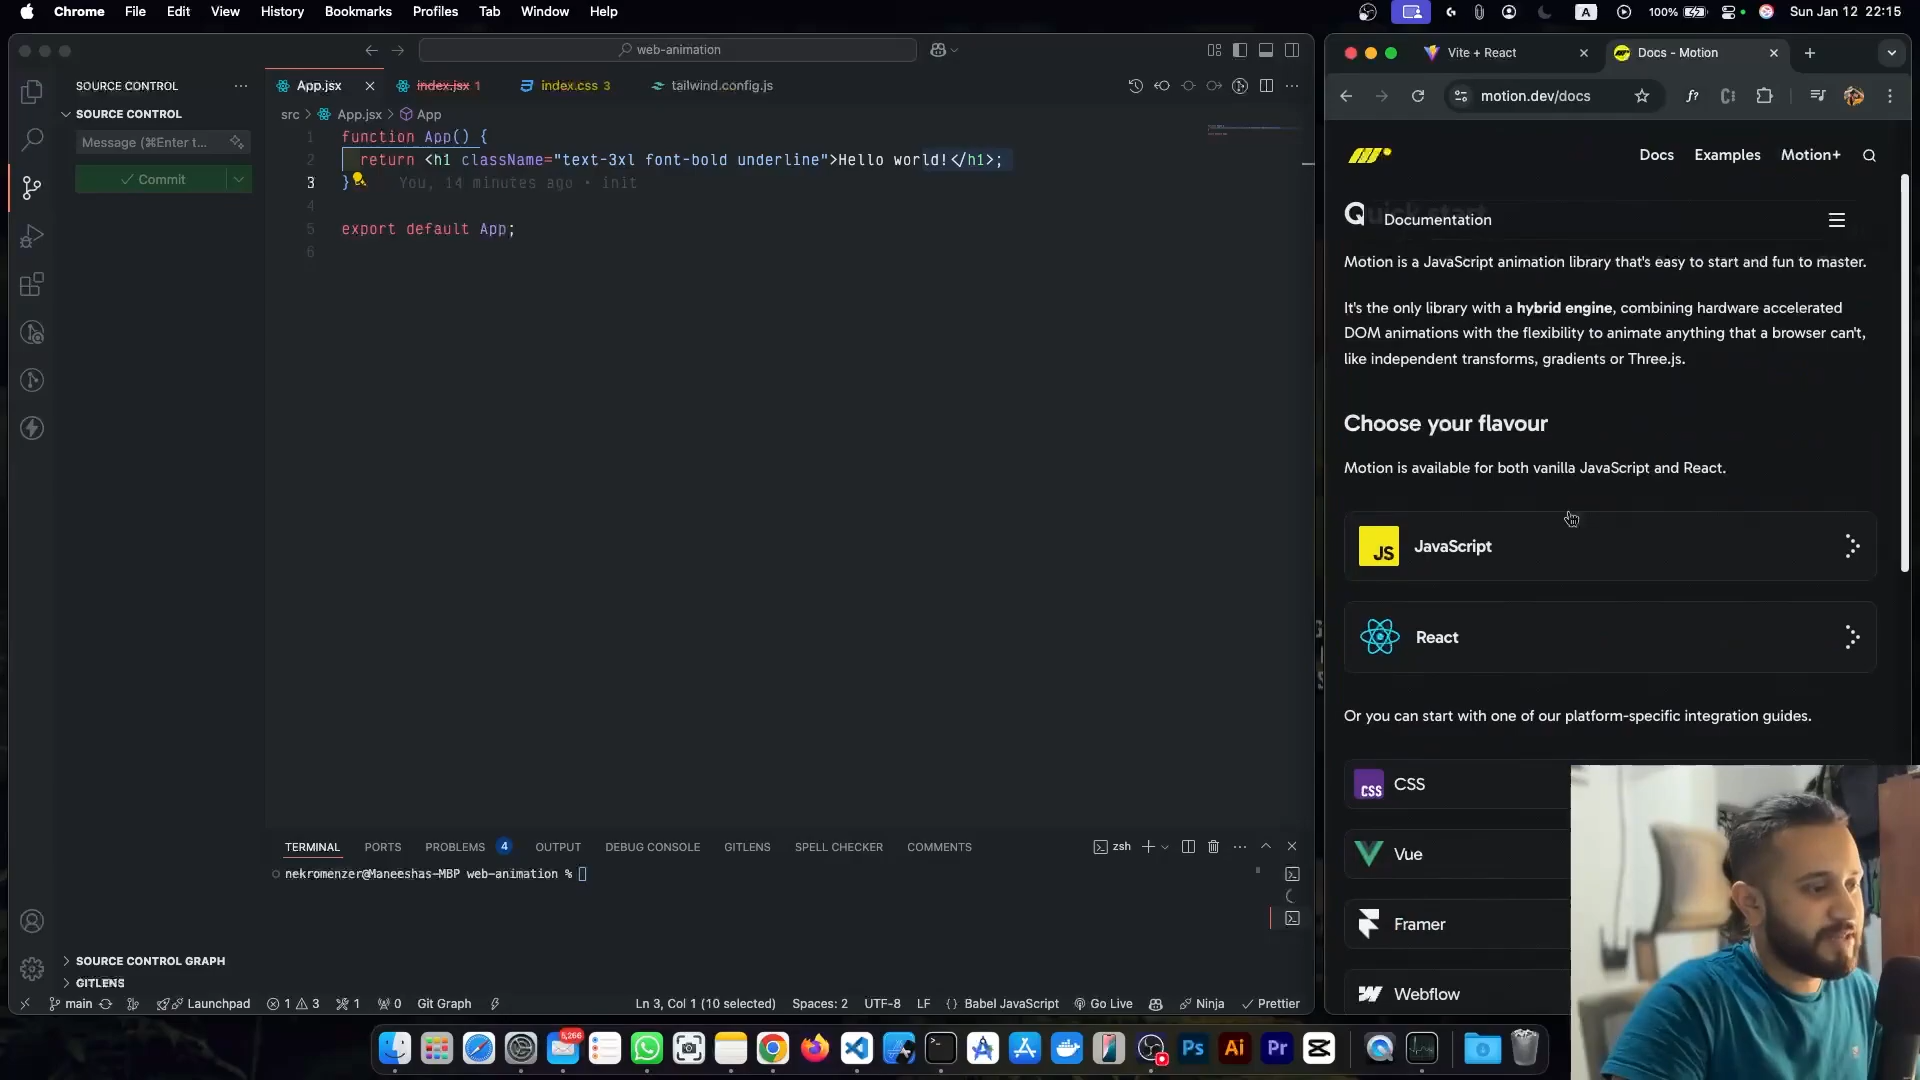 Chrome File Edit View History Bookmarks Profiles Tab Window Help
A 100% Sun Jan 12 22:15
web-animation
SOURCE CONTROL ···
SOURCE CONTROL
Message (⌘Enter t...
Commit
App.jsx
index.jsx 1
index.css 3
tailwind.config.js
src > App.jsx > App
1 function App() {
2 return <h1 className="text-3xl font-bold underline">Hello world!</h1>;
3 } You, 14 minutes ago • init
4
5 export default App;
6
TERMINAL PORTS PROBLEMS 4 OUTPUT DEBUG CONSOLE GITLENS SPELL CHECKER COMMENTS
zsh
nekromenzer@Maneeshas-MBP web-animation %
SOURCE CONTROL GRAPH
GITLENS
main Launchpad 1 3 1 0 Git Graph
Ln 3, Col 1 (10 selected) Spaces: 2 UTF-8 LF {} Babel JavaScript Go Live Ninja Prettier
Vite + React
Docs - Motion
motion.dev/docs
f?
Docs Examples Motion+
Documentation
Motion is a JavaScript animation library that's easy to start and fun to master.
It's the only library with a hybrid engine, combining hardware accelerated
DOM animations with the flexibility to animate anything that a browser can't,
like independent transforms, gradients or Three.js.
Choose your flavour
Motion is available for both vanilla JavaScript and React.
JS JavaScript
React
Or you can start with one of our platform-specific integration guides.
CSS CSS
Vue
Framer
Webflow
5,266
Ps Ai Pr